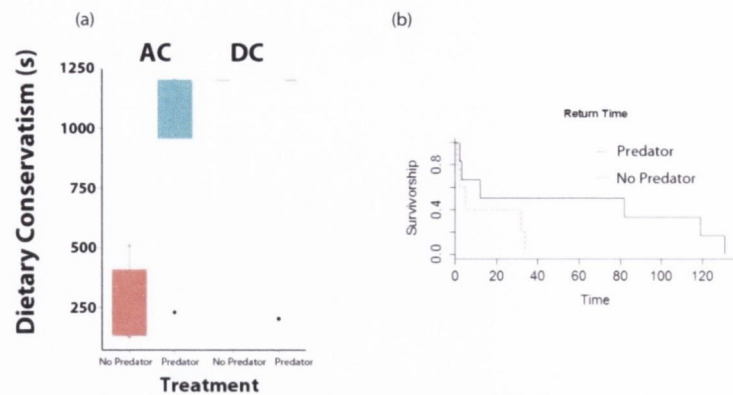 (a)
AC DC
Dietary Conservatism (s)
1250
1000
750
500
250
No Predator Predator No Predator Predator
Treatment
(b)
Return Time
Predator
No Predator
Survivorship
0.8
0.4
0.0
0 20 40 60 80 100 120
Time